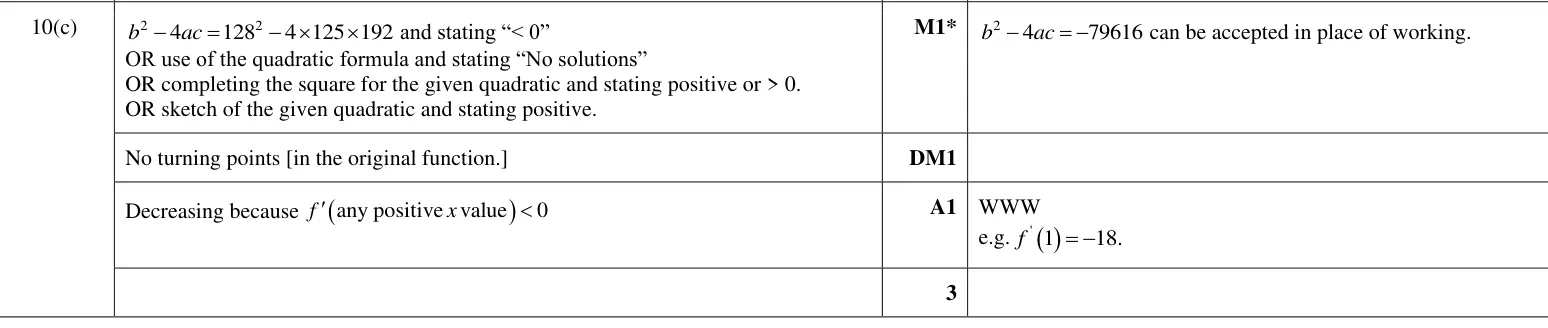 10(c)
b² − 4ac = 128² − 4×125×192 and stating “< 0”
M1*
b² − 4ac = −79616 can be accepted in place of working.
OR use of the quadratic formula and stating “No solutions”
OR completing the square for the given quadratic and stating positive or > 0.
OR sketch of the given quadratic and stating positive.
No turning points [in the original function.]
DM1
Decreasing because f ′(any positive x value) < 0
A1
WWW
e.g. f ′(1) = −18.
3